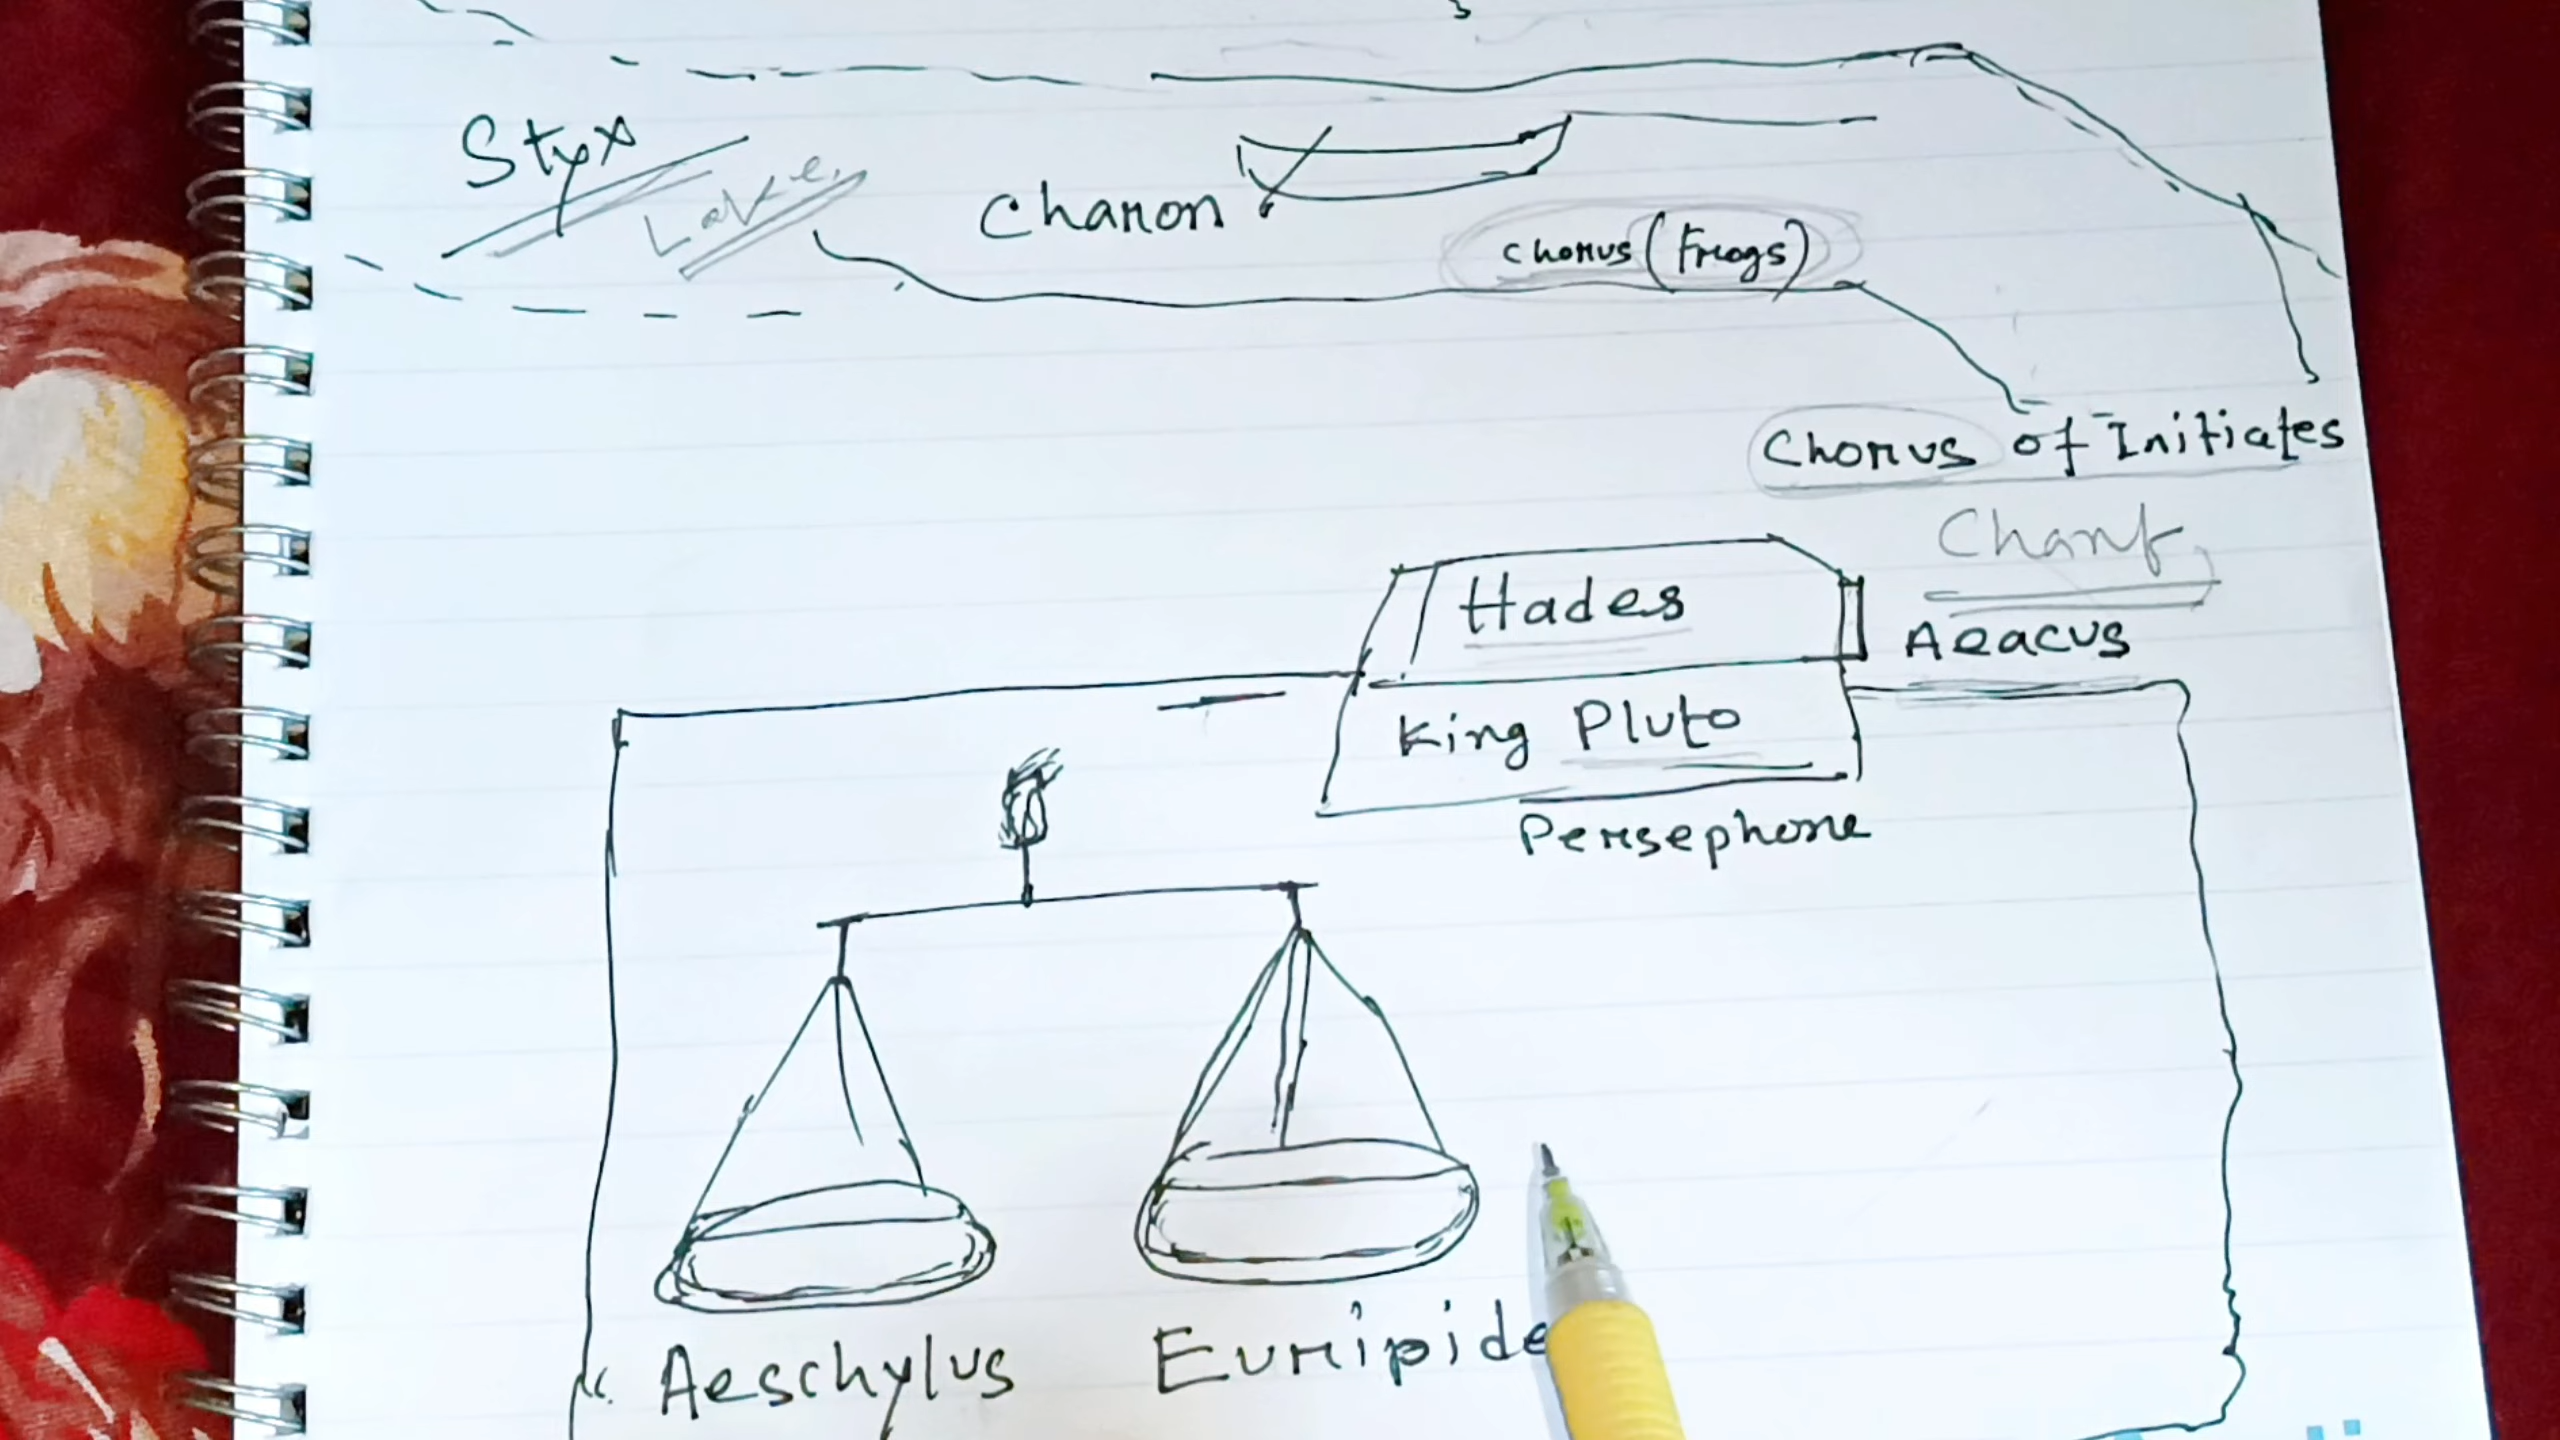 Styx
Lake
Charon
Chorus (Frogs)
Chorus of Initiates
Chant
Hades
Aeacus
King Pluto
Persephone
Aeschylus
Euripide